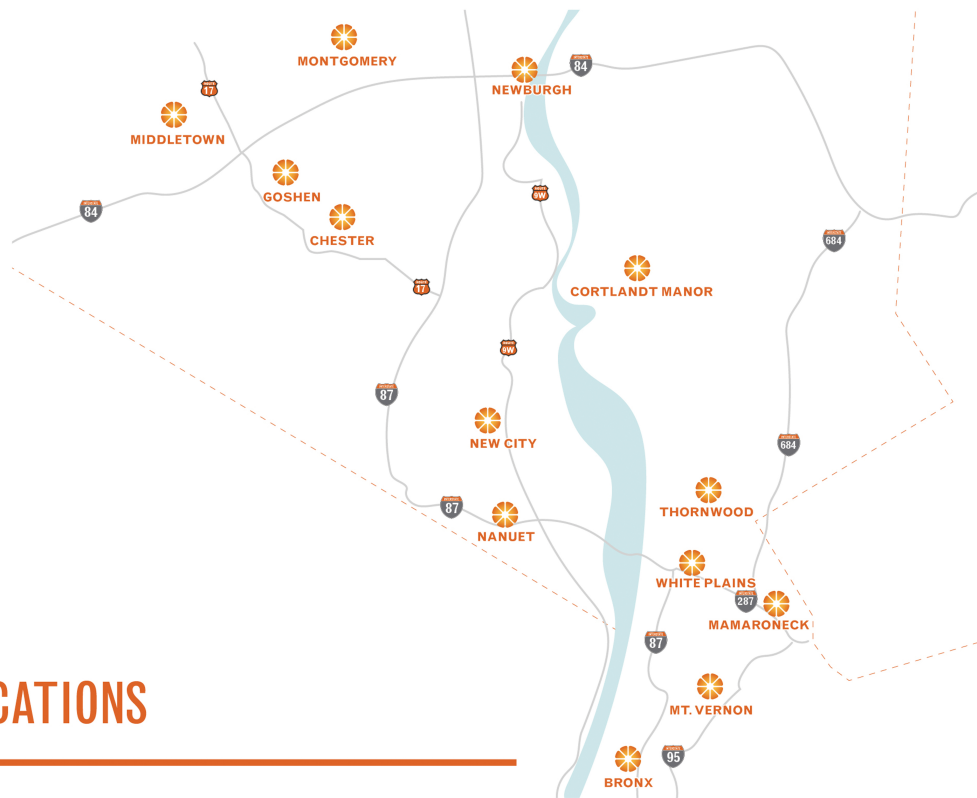 MONTGOMERY
84
NEWBURGH
17
MIDDLETOWN
GOSHEN
9W
84
CHESTER
684
17
CORTLANDT MANOR
9W
87
NEW CITY
684
87
THORNWOOD
NANUET
WHITE PLAINS
287
MAMARONECK
87
CATIONS
MT. VERNON
95
BRONX